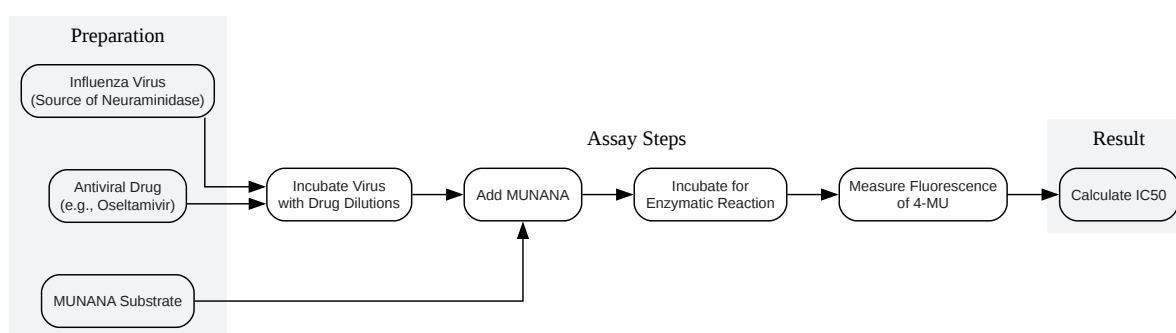 Preparation
Influenza Virus
(Source of Neuraminidase)
Antiviral Drug
(e.g., Oseltamivir)
MUNANA Substrate
Assay Steps
Incubate Virus
with Drug Dilutions
Add MUNANA
Incubate for
Enzymatic Reaction
Measure Fluorescence
of 4-MU
Result
Calculate IC50